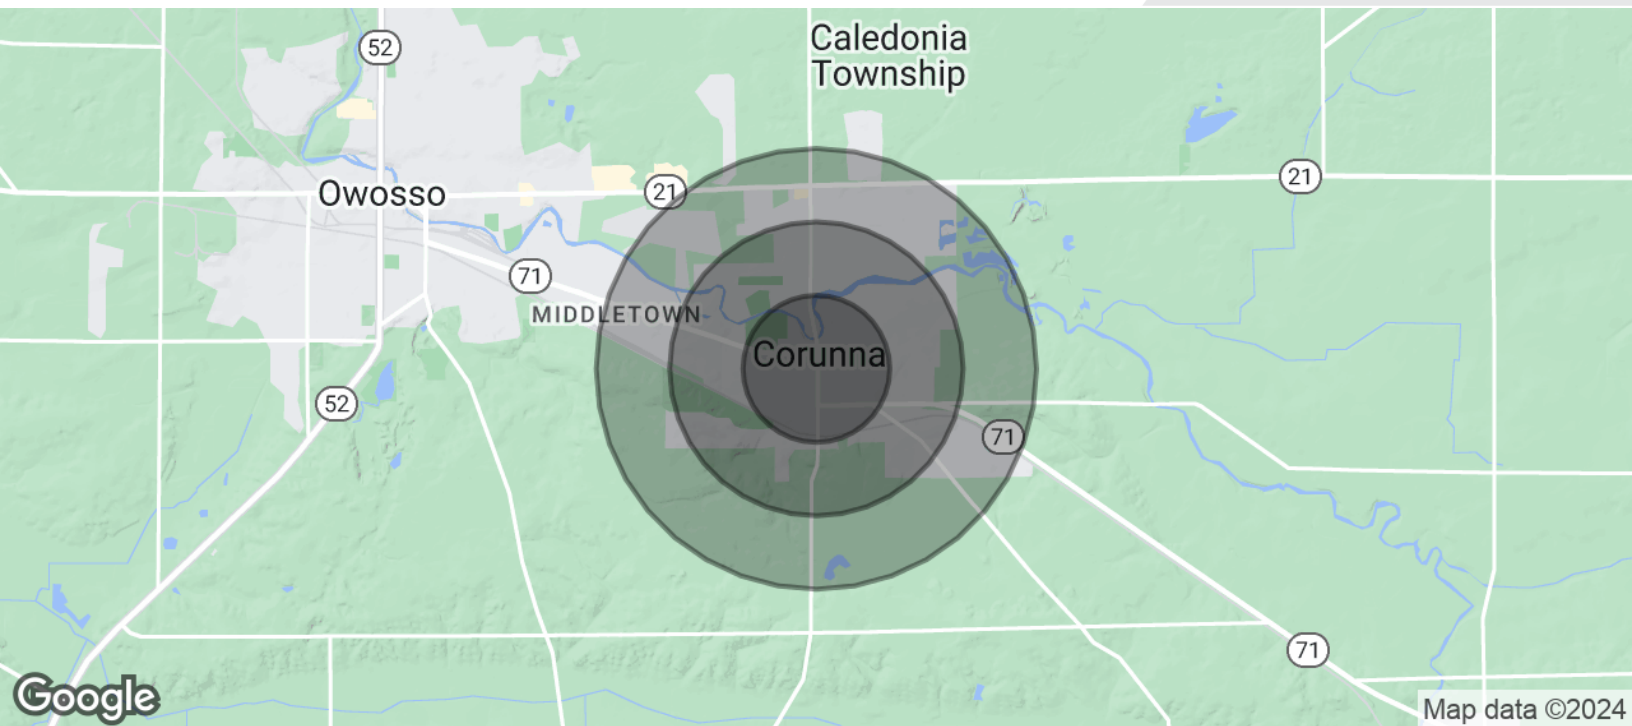 52
Caledonia
Township
21
Owosso
21
71
MIDDLETOWN
Corunna
52
71
71
Google
Map data ©2024